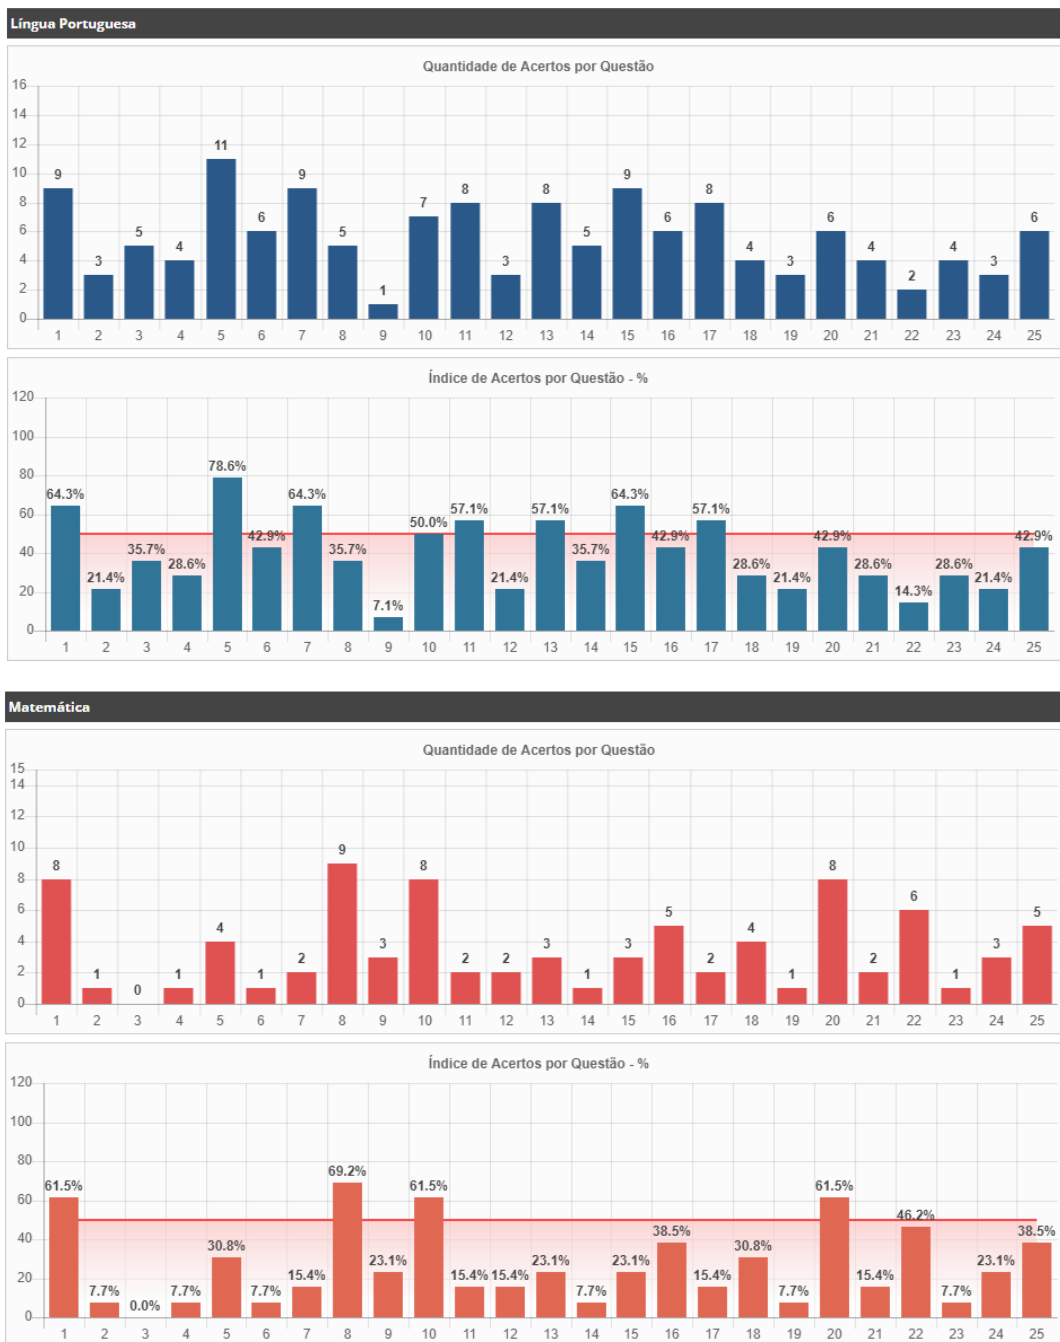 Língua Portuguesa
Quantidade de Acertos por Questão
16
14
12
10
8
6
4
2
0
9 3 5 4 11 6 9 5 1 7 8 3 8 5 9 6 8 4 3 6 4 2 4 3 6
1 2 3 4 5 6 7 8 9 10 11 12 13 14 15 16 17 18 19 20 21 22 23 24 25
Índice de Acertos por Questão - %
120
100
80
60
40
20
0
64.3% 21.4% 35.7% 28.6% 78.6% 42.9% 64.3% 35.7% 7.1% 50.0% 57.1% 21.4% 57.1% 35.7% 64.3% 42.9% 57.1% 28.6% 21.4% 42.9% 28.6% 14.3% 28.6% 21.4% 42.9%
1 2 3 4 5 6 7 8 9 10 11 12 13 14 15 16 17 18 19 20 21 22 23 24 25
Matemática
Quantidade de Acertos por Questão
15
14
12
10
8
6
4
2
0
8 1 0 1 4 1 2 9 3 8 2 2 3 1 3 5 2 4 1 8 2 6 1 3 5
1 2 3 4 5 6 7 8 9 10 11 12 13 14 15 16 17 18 19 20 21 22 23 24 25
Índice de Acertos por Questão - %
120
100
80
60
40
20
0
61.5% 7.7% 0.0% 7.7% 30.8% 7.7% 15.4% 69.2% 23.1% 61.5% 15.4% 15.4% 23.1% 7.7% 23.1% 38.5% 15.4% 30.8% 7.7% 61.5% 15.4% 46.2% 7.7% 23.1% 38.5%
1 2 3 4 5 6 7 8 9 10 11 12 13 14 15 16 17 18 19 20 21 22 23 24 25